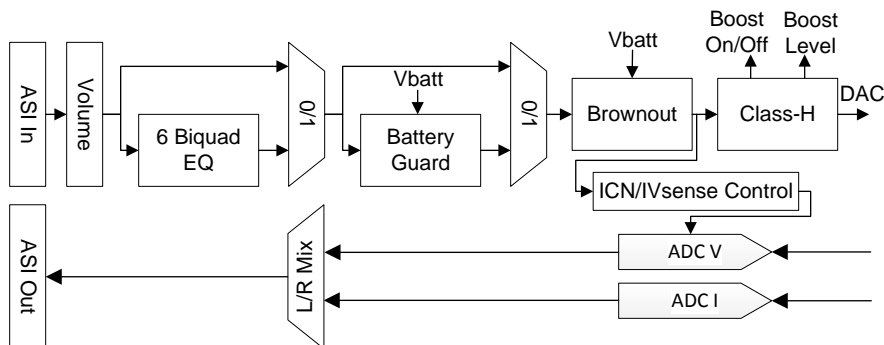 Boost
On/Off
Boost
Level
Vbatt
ASI In
Volume
0/1
Vbatt
0/1
Brownout
Class-H
DAC
6 Biquad
EQ
Battery
Guard
ICN/IVsense Control
ASI Out
L/R Mix
ADC V
ADC I